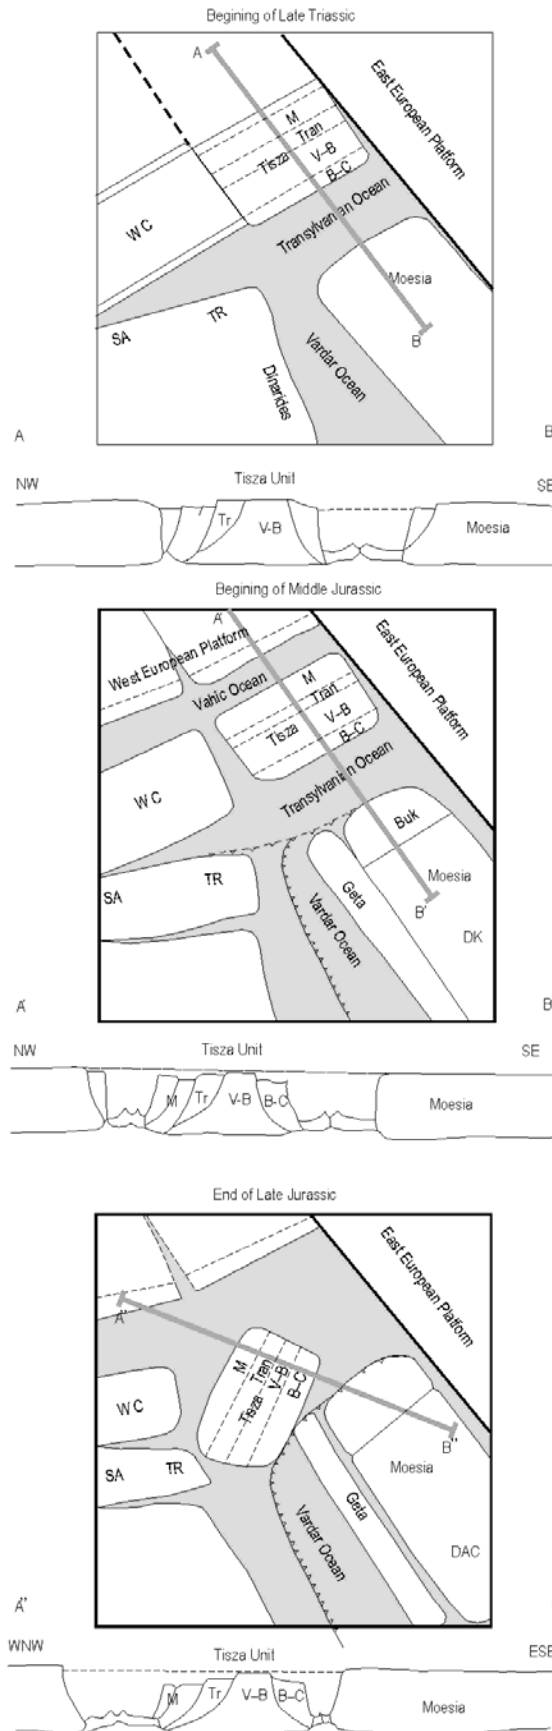 Begining of Late Triassic
A
East European Platform
M
Tran
Tisza
V–B
B–C
WC
Transylvanian Ocean
Moesia
SA
TR
B
Vardar Ocean
Dinarides
A
B
NW
Tisza Unit
SE
Tr
V-B
Moesia
Begining of Middle Jurassic
A'
West European Platform
East European Platform
Vahic Ocean
M
Tran
Tisza
V–B
B–C
WC
Transylvanian Ocean
Buk
Moesia
SA
TR
Geta
B'
Vardar Ocean
DK
A'
B
NW
Tisza Unit
SE
M
Tr
V-B
B-C
Moesia
End of Late Jurassic
East European Platform
A"
M
Tran
V–B
B–C
Tisza
WC
B"
SA
TR
Moesia
Geta
Vardar Ocean
DAC
A"
WNW
Tisza Unit
ESE
M
Tr
V–B
B–C
Moesia